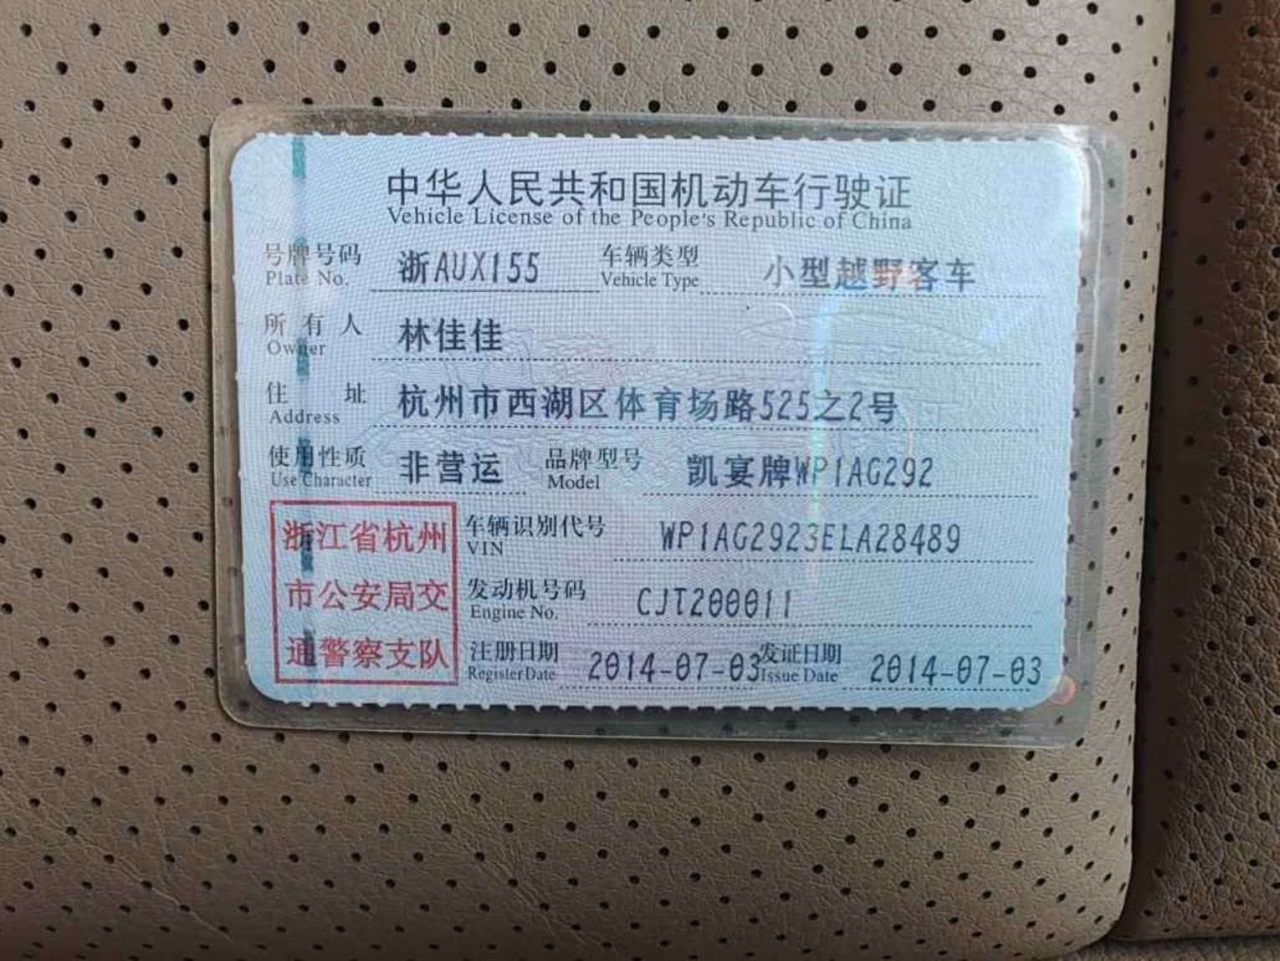 中华人民共和国机动车行驶证
Vehicle License of the People's Republic of China
号牌号码 浙AUX155 车辆类型 小型越野客车
Plate No. Vehicle Type
所有人 林佳佳
Owner
住址 杭州市西湖区体育场路525之2号
Address
使用性质 非营运 品牌型号 凯宴牌WP1AG292
Use Character Model
浙江省杭州
市公安局交
通警察支队
车辆识别代号 WP1AG2923ELA28489
VIN
发动机号码 CJT200011
Engine No.
注册日期 2014-07-03 发证日期 2014-07-03
Register Date Issue Date